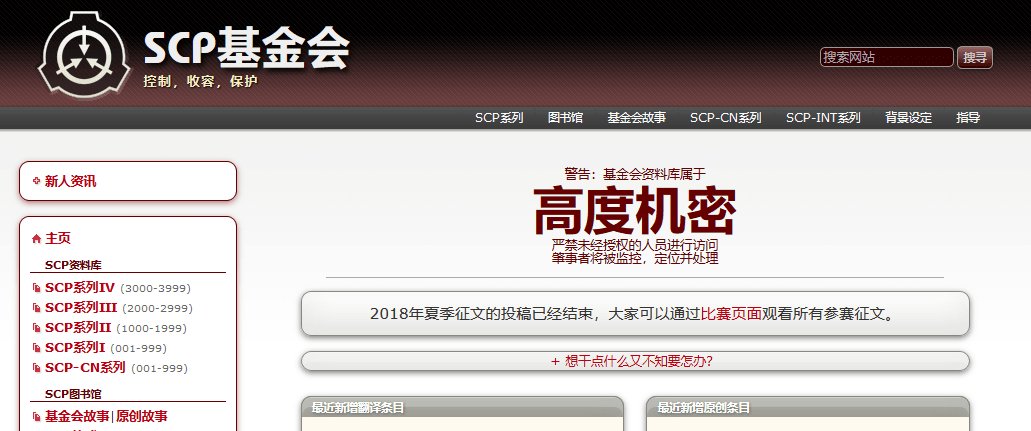 SCP基金会
控制，收容，保护
搜索网站
搜寻
SCP系列 图书馆 基金会故事 SCP-CN系列 SCP-INT系列 背景设定 指导
新人资讯
主页
SCP资料库
SCP系列IV (3000-3999)
SCP系列III (2000-2999)
SCP系列II (1000-1999)
SCP系列I (001-999)
SCP-CN系列 (001-999)
SCP图书馆
基金会故事|原创故事
警告：基金会资料库属于
高度机密
严禁未经授权的人员进行访问
肇事者将被监控，定位并处理
2018年夏季征文的投稿已经结束，大家可以通过比赛页面观看所有参赛征文。
+ 想干点什么又不知要怎办?
最近新增翻译条目
最近新增原创条目